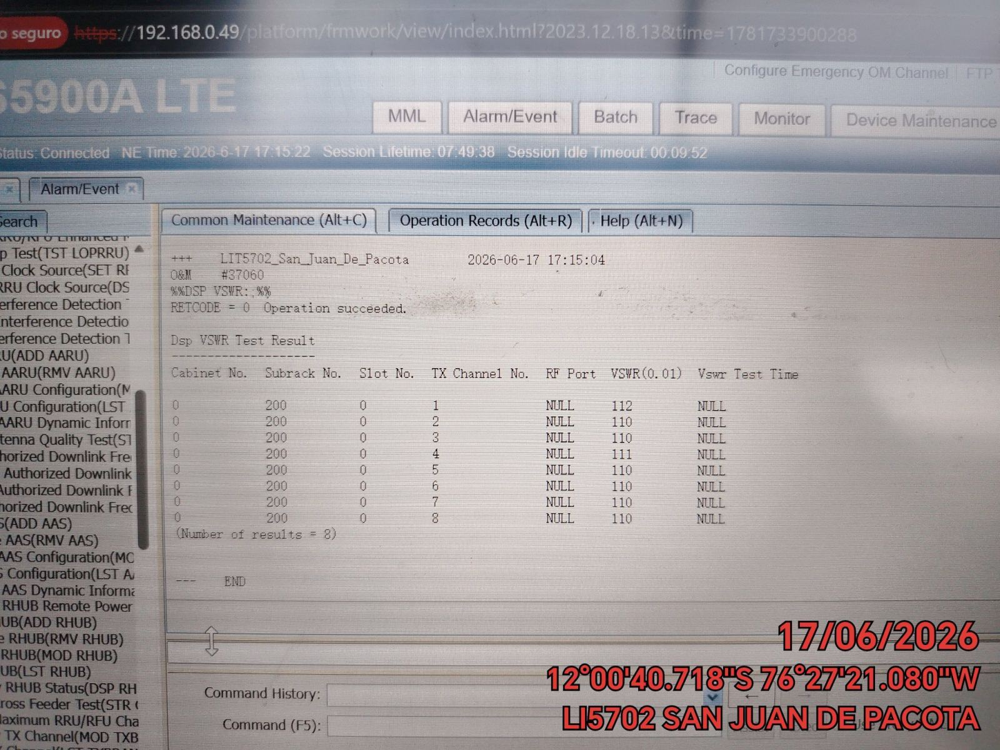 o seguro https://192.168.0.49/platform/frmwork/view/index.html?2023.12.18.13&time=1781733900288
Configure Emergency OM Channel FTP
S5900A LTE
MML Alarm/Event Batch Trace Monitor Device Maintenance
Status: Connected NE Time: 2026-6-17 17:15:22 Session Lifetime: 07:49:38 Session Idle Timeout: 00:09:52
Alarm/Event
Search
Common Maintenance (Alt+C) Operation Records (Alt+R) Help (Alt+N)
p Test(TST LOPRRU)
Clock Source(SET RF
RRU Clock Source(DS
erference Detection
Interference Detectio
erference Detection T
U(ADD AARU)
AARU(RMV AARU)
AARU Configuration(M
U Configuration(LST
AARU Dynamic Inform
tenna Quality Test(ST
horized Downlink Fre
Authorized Downlink
Authorized Downlink F
horized Downlink Frec
S(ADD AAS)
e AAS(RMV AAS)
AAS Configuration(MO
S Configuration(LST A
AAS Dynamic Informa
RHUB Remote Power
UB(ADD RHUB)
e RHUB(RMV RHUB)
RHUB(MOD RHUB)
UB(LST RHUB)
RHUB Status(DSP RH
ross Feeder Test(STR
Maximum RRU/RFU Cha
TX Channel(MOD TXB
+++ LIT5702_San_Juan_De_Pacota 2026-06-17 17:15:04
O&M #37060
%%DSP VSWR:;%%
RETCODE = 0 Operation succeeded.
Dsp VSWR Test Result
--------------------
Cabinet No. Subrack No. Slot No. TX Channel No. RF Port VSWR(0.01) Vswr Test Time
0 200 0 1 NULL 112 NULL
0 200 0 2 NULL 110 NULL
0 200 0 3 NULL 110 NULL
0 200 0 4 NULL 111 NULL
0 200 0 5 NULL 110 NULL
0 200 0 6 NULL 110 NULL
0 200 0 7 NULL 110 NULL
0 200 0 8 NULL 110 NULL
(Number of results = 8)
--- END
Command History:
Command (F5):
17/06/2026
12°00'40.718"S 76°27'21.080"W
LI5702 SAN JUAN DE PACOTA